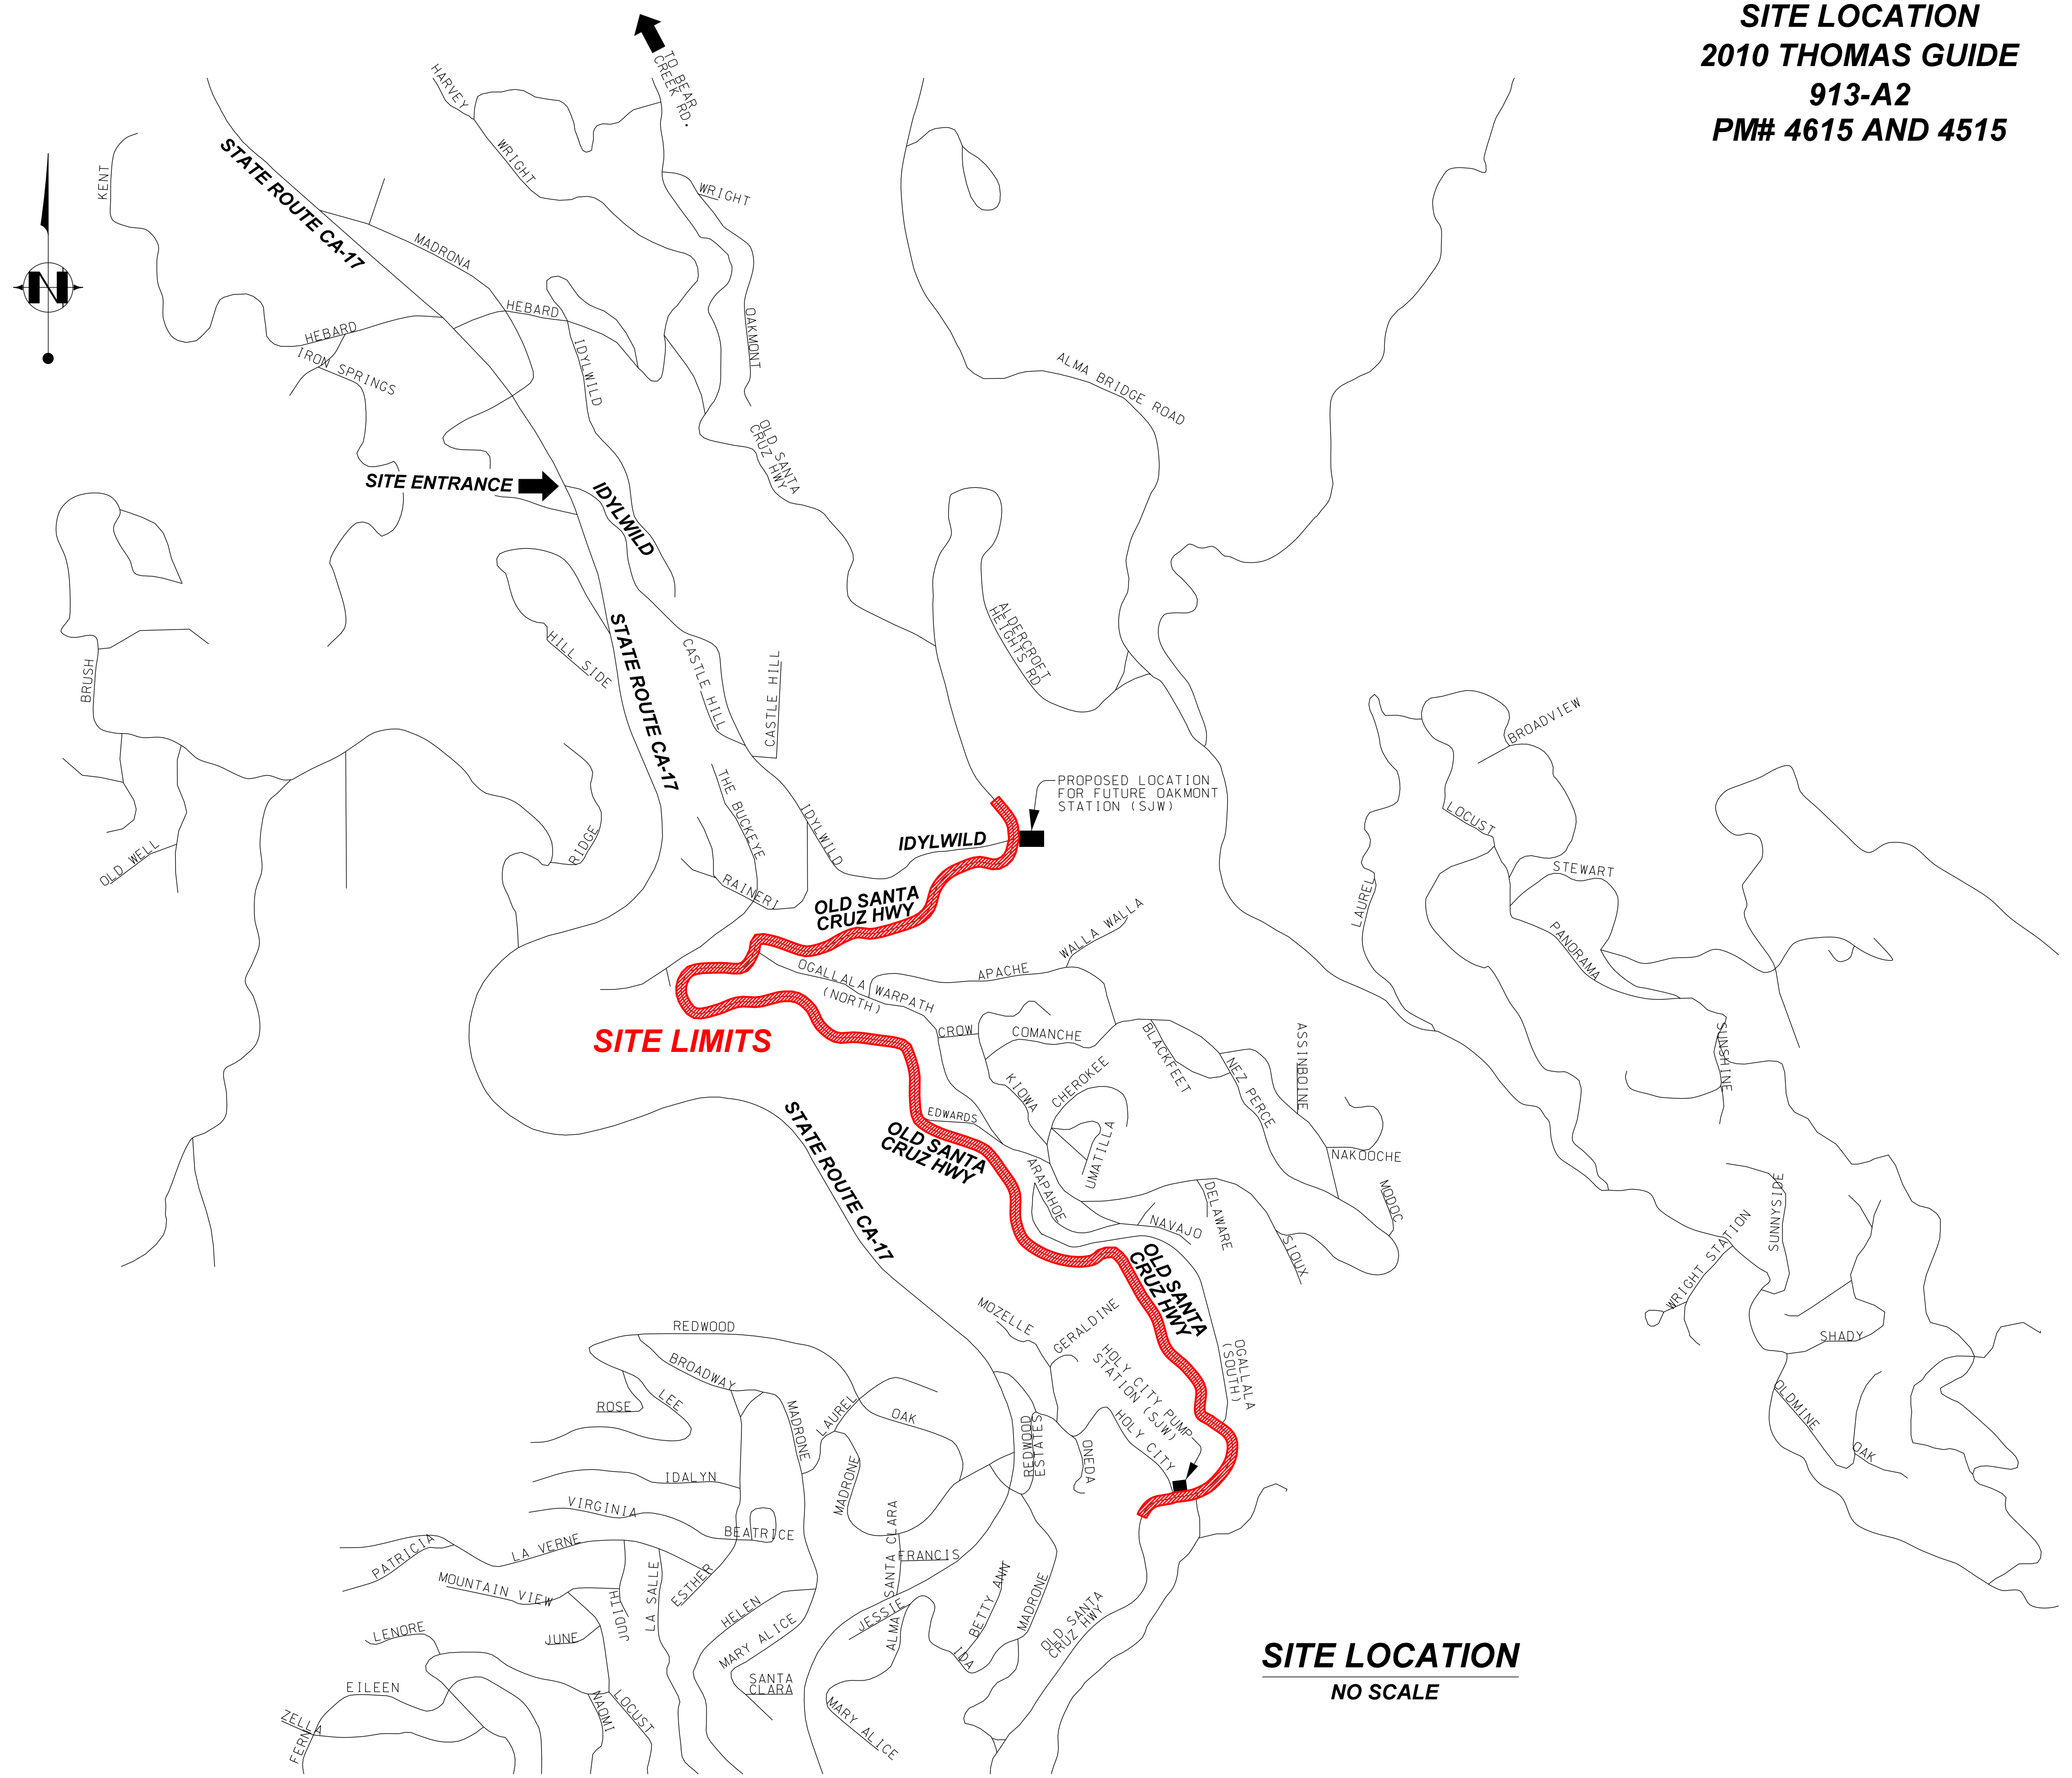 SITE LOCATION
2010 THOMAS GUIDE
913-A2
PM# 4615 AND 4515
TO BEAR
CREEK RD.
HARVEY
WRIGHT
WRIGHT
KENT
N
STATE ROUTE CA-17
MADRONA
HEBARD
HEBARD
IRON SPRINGS
IDYLWILD
OAKMONT
ALMA BRIDGE ROAD
OLD SANTA
CRUZ HWY
SITE ENTRANCE
IDYLWILD
ALDERCROFT
HEIGHTS RD
HILL SIDE
STATE ROUTE CA-17
CASTLE HILL
CASTLE HILL
BRUSH
BROADVIEW
THE BUCKEYE
PROPOSED LOCATION
FOR FUTURE OAKMONT
STATION (SJW)
IDYLWILD
IDYLWILD
RIDGE
OLD WELL
RAINERI
LOCUST
STEWART
LAUREL
PANORAMA
OLD SANTA
CRUZ HWY
WALLA WALLA
APACHE
OGALLALA WARPATH
(NORTH)
SITE LIMITS
CROW
COMANCHE
BLACKFEET
ASSINBOINE
SUNSHINE
KIOWA
CHEROKEE
NEZ PERCE
EDWARDS
STATE ROUTE CA-17
OLD SANTA
CRUZ HWY
UMATILLA
NAKOOCHE
ARAPAHOE
DELAWARE
MODOC
NAVAJO
SIOUX
SUNNYSIDE
WRIGHT STATION
OLD SANTA
CRUZ HWY
MOZELLE
GERALDINE
SHADY
REDWOOD
HOLY CITY PUMP
STATION (SJW)
OGALLALA
(SOUTH)
BROADWAY
LEE
ROSE
MADRONE
LAUREL
OAK
HOLY CITY
OLDMINE
OAK
REDWOOD
ESTATES
ONEDA
IDALYN
MADRONE
VIRGINIA
BEATRICE
SANTA CLARA
PATRICIA
LA VERNE
FRANCIS
MOUNTAIN VIEW
JUDITH
LA SALLE
ESTHER
BETTY ANN
MADRONE
HELEN
JESSIE
ALMA
OLD SANTA
CRUZ HWY
LENORE
JUNE
MARY ALICE
IDA
SANTA
CLARA
EILEEN
NAOMI
LOCUST
ZELLA
FERN
MARY ALICE
SITE LOCATION
NO SCALE